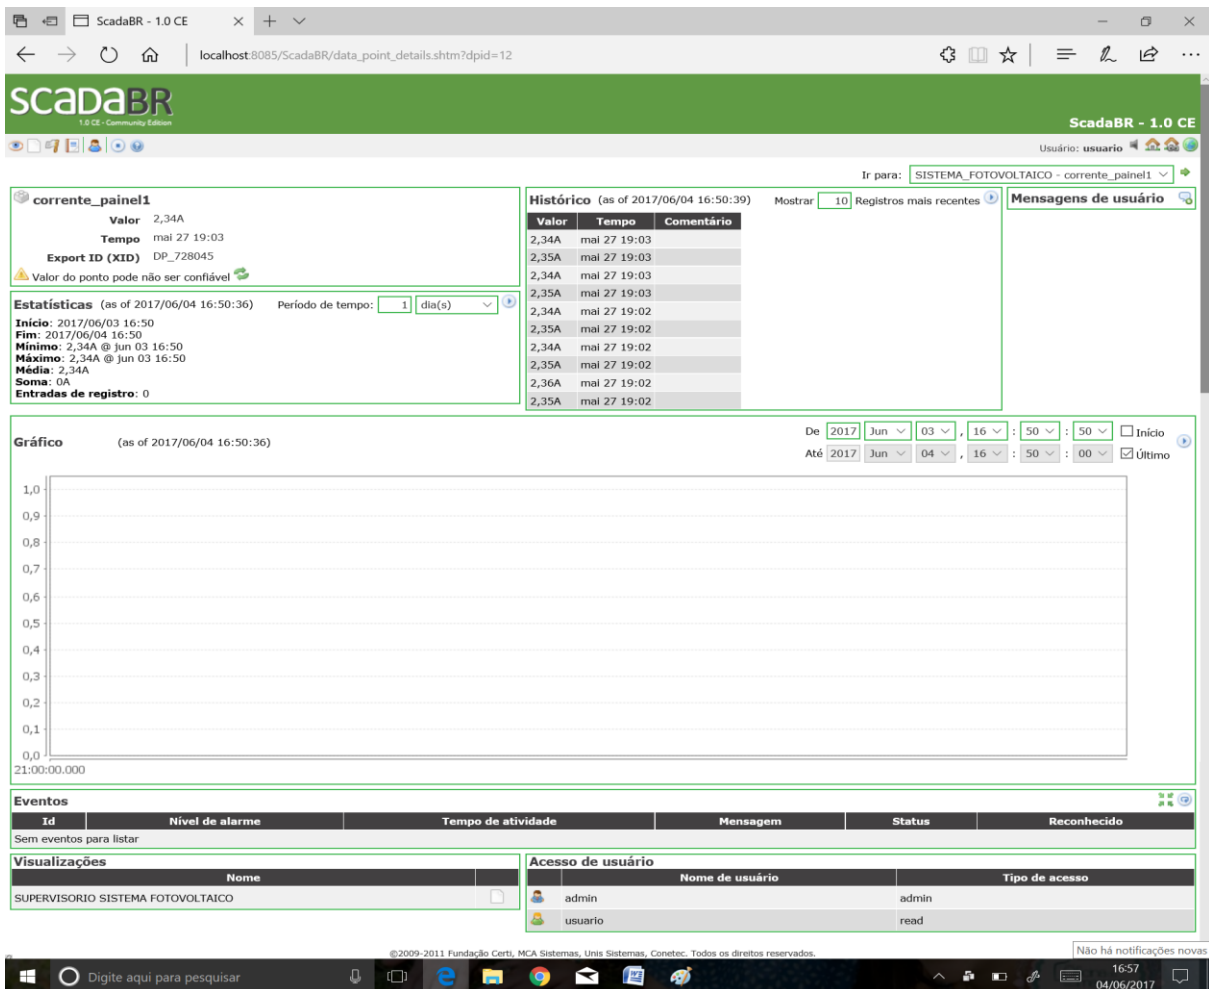 ScadaBR - 1.0 CE
localhost:8085/ScadaBR/data_point_details.shtm?dpid=12
scadaBR
1.0 CE - Community Edition
ScadaBR - 1.0 CE
Usuário: usuario
Ir para: SISTEMA_FOTOVOLTAICO - corrente_painel1
corrente_painel1
Valor 2,34A
Tempo mai 27 19:03
Export ID (XID) DP_728045
Valor do ponto pode não ser confiável
Estatísticas (as of 2017/06/04 16:50:36) Período de tempo: 1 dia(s)
Início: 2017/06/03 16:50
Fim: 2017/06/04 16:50
Mínimo: 2,34A @ jun 03 16:50
Máximo: 2,34A @ jun 03 16:50
Média: 2,34A
Soma: 0A
Entradas de registro: 0
Histórico (as of 2017/06/04 16:50:39) Mostrar 10 Registros mais recentes
Valor Tempo Comentário
2,34A mai 27 19:03
2,35A mai 27 19:03
2,34A mai 27 19:03
2,35A mai 27 19:03
2,34A mai 27 19:02
2,35A mai 27 19:02
2,34A mai 27 19:02
2,35A mai 27 19:02
2,36A mai 27 19:02
2,35A mai 27 19:02
Mensagens de usuário
Gráfico (as of 2017/06/04 16:50:36)
De 2017 Jun 03 , 16 : 50 : 50 Início
Até 2017 Jun 04 , 16 : 50 : 00 Último
1,0
0,9
0,8
0,7
0,6
0,5
0,4
0,3
0,2
0,1
0,0
21:00:00.000
Eventos
Id Nível de alarme Tempo de atividade Mensagem Status Reconhecido
Sem eventos para listar
Visualizações
Nome
SUPERVISORIO SISTEMA FOTOVOLTAICO
Acesso de usuário
Nome de usuário Tipo de acesso
admin admin
usuario read
©2009-2011 Fundação Certi, MCA Sistemas, Unis Sistemas, Conetec. Todos os direitos reservados.
Não há notificações novas
Digite aqui para pesquisar
16:57
04/06/2017